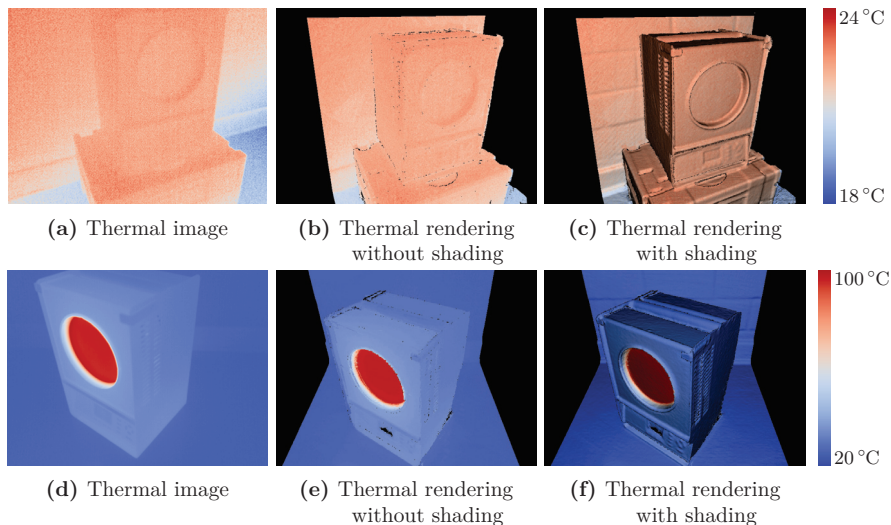 24 °C
18 °C
(a) Thermal image
(b) Thermal rendering
without shading
(c) Thermal rendering
with shading
100 °C
20 °C
(d) Thermal image
(e) Thermal rendering
without shading
(f) Thermal rendering
with shading